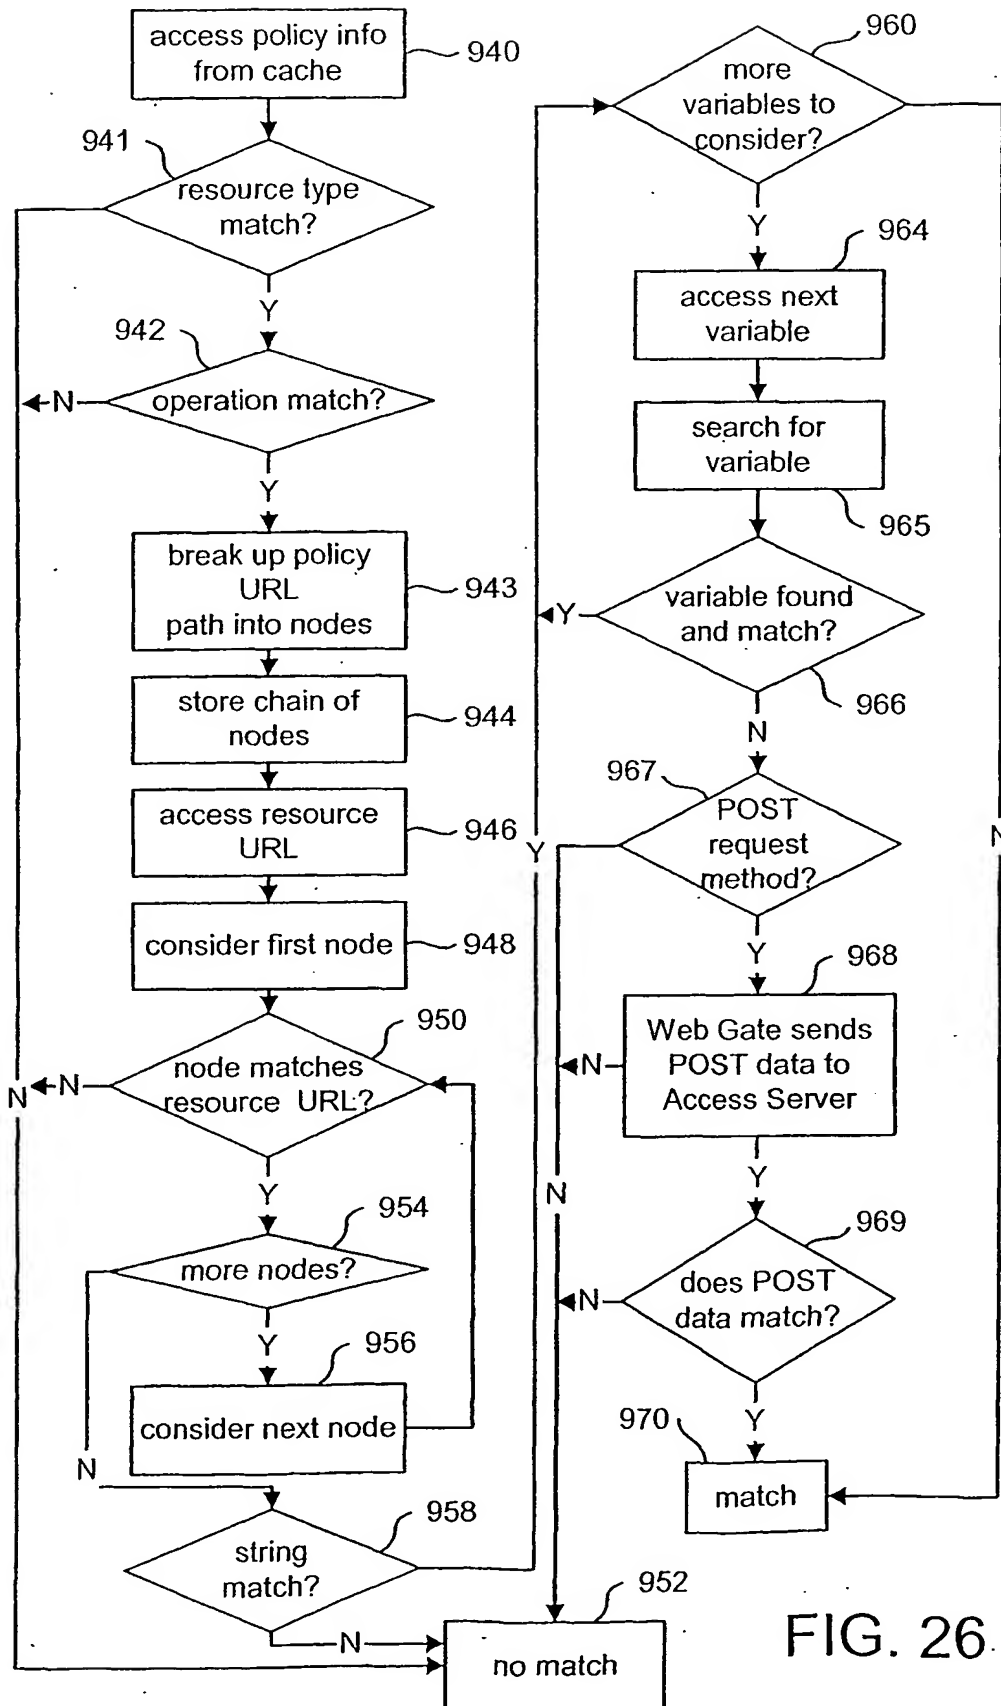 access policy info
from cache
940
941
resource type
match?
Y
942
operation match?
N
Y
break up policy
URL
path into nodes
943
store chain of
nodes
944
access resource
URL
946
consider first node
948
950
node matches
resource URL?
N
N
Y
954
more nodes?
Y
956
consider next node
N
958
string
match?
N
952
no match
960
more
variables to
consider?
Y
964
access next
variable
search for
variable
965
variable found
and match?
Y
966
N
967
POST
request
method?
Y
N
Y
968
Web Gate sends
POST data to
Access Server
N
Y
N
969
does POST
data match?
N
Y
970
match
FIG. 26